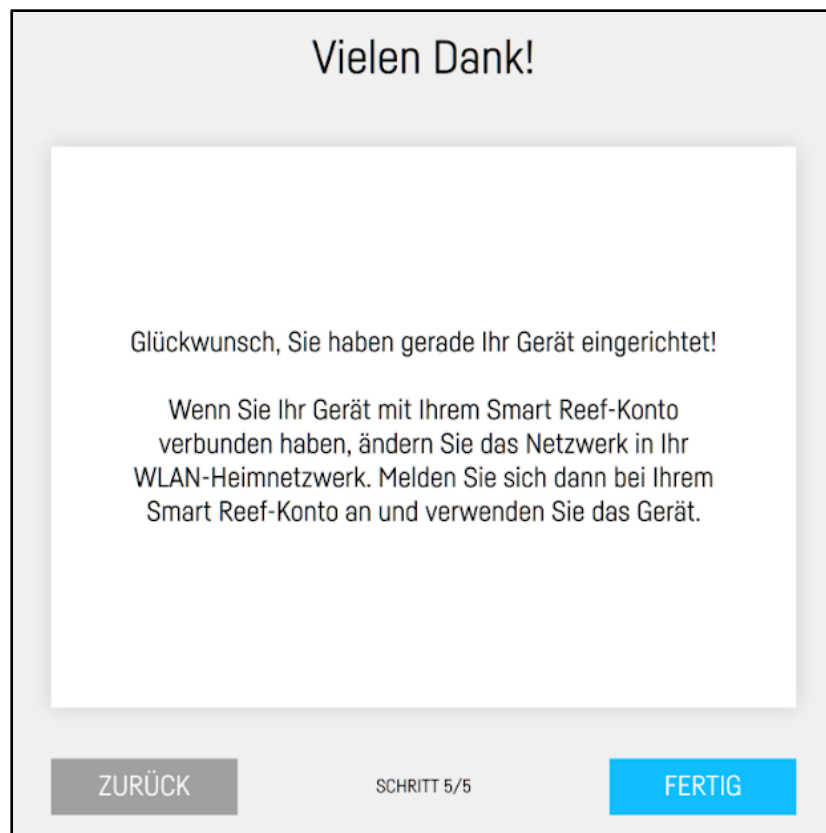 Vielen Dank!
Glückwunsch, Sie haben gerade Ihr Gerät eingerichtet!
Wenn Sie Ihr Gerät mit Ihrem Smart Reef-Konto
verbunden haben, ändern Sie das Netzwerk in Ihr
WLAN-Heimnetzwerk. Melden Sie sich dann bei Ihrem
Smart Reef-Konto an und verwenden Sie das Gerät.
ZURÜCK
SCHRITT 5/5
FERTIG